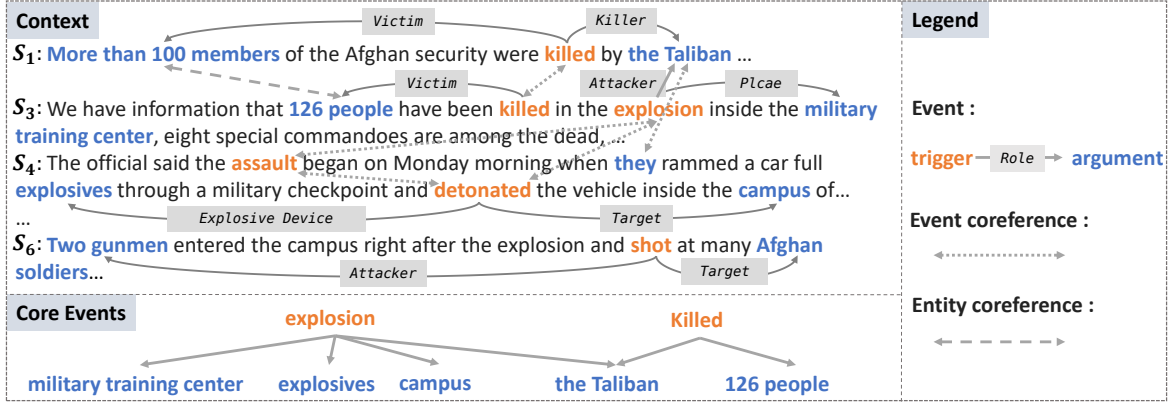 Context
Victim
Killer
S1: More than 100 members of the Afghan security were killed by the Taliban ...
Victim
Attacker
Plcae
S3: We have information that 126 people have been killed in the explosion inside the military
training center, eight special commandoes are among the dead, ...
S4: The official said the assault began on Monday morning when they rammed a car full
explosives through a military checkpoint and detonated the vehicle inside the campus of...
...
Explosive Device
Target
S6: Two gunmen entered the campus right after the explosion and shot at many Afghan
soldiers...
Attacker
Target
Core Events
explosion
Killed
military training center
explosives
campus
the Taliban
126 people
Legend
Event :
trigger
Role
argument
Event coreference :
Entity coreference :